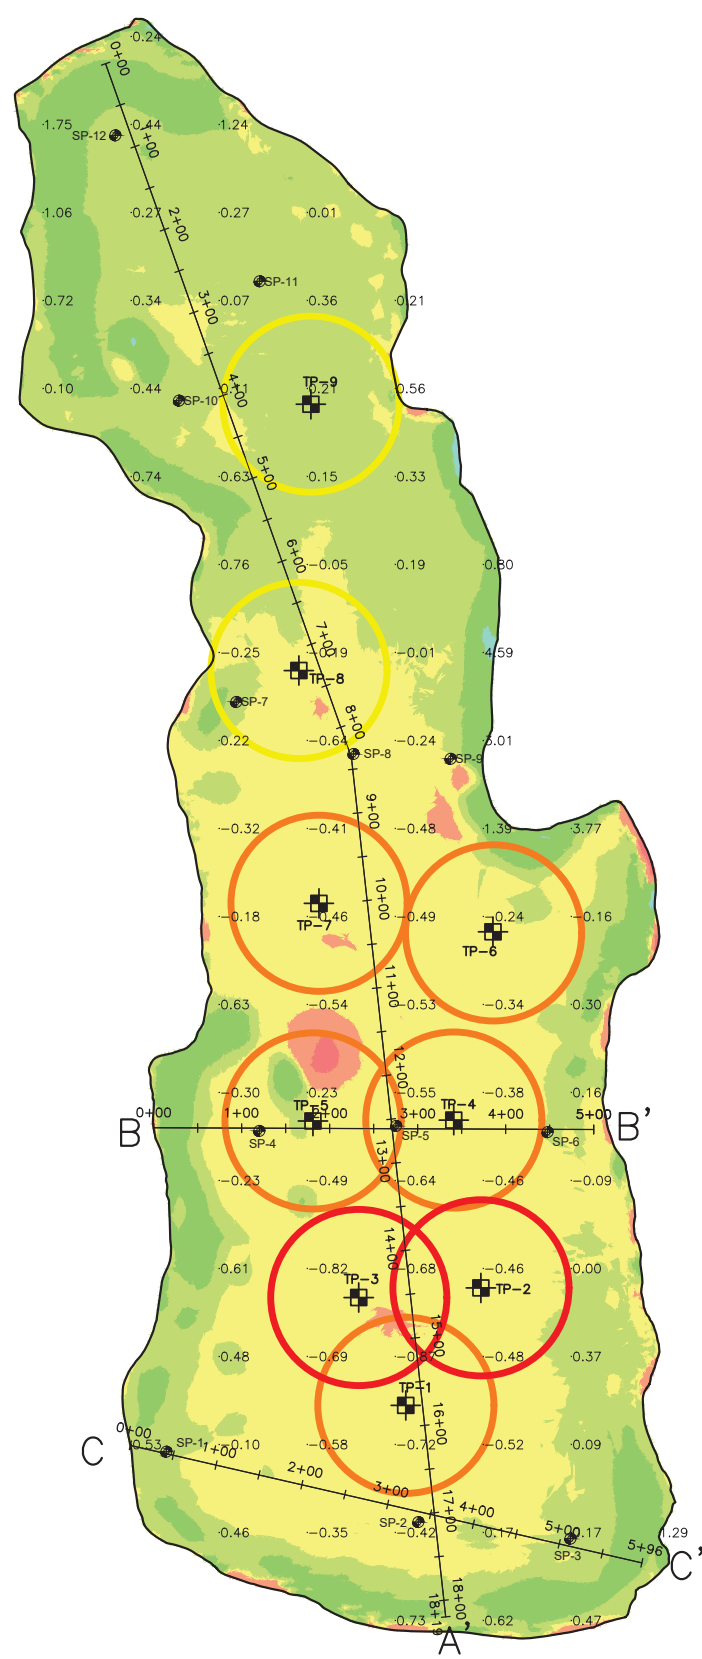 ·0.24
0+00
·1.75 ·0.44 ·1.24
SP-12
1+00
·1.06 ·0.27 ·0.27 ·0.01
2+00
SP-11
·0.72 ·0.34 ·0.07 ·0.36 ·0.21
3+00
TP-9
·0.10 ·0.44 ·0.21 ·0.56
4+00
SP-10
·0.74 ·0.63 ·0.15 ·0.33
5+00
6+00
·0.76 ·-0.05 ·0.19 ·0.80
7+00
·-0.25 ·-0.19 ·-0.01 ·4.59
TP-8
SP-7
8+00
·0.22 ·-0.64 ·-0.24
SP-8 SP-9
9+00
·-0.32 ·-0.41 ·-0.48 ·1.39 ·3.77
10+00
·-0.18 ·-0.46 ·-0.49 ·-0.24 ·-0.16
TP-7
TP-6
11+00
·0.63 ·-0.54 ·-0.53 ·-0.34 ·0.30
12+00
·-0.30 ·0.23 ·-0.55 ·-0.38 ·0.16
TP-5 TP-4
0+00 1+00 3+00 4+00 5+00
B B'
SP-4 SP-5 SP-6
13+00
·-0.23 ·-0.49 ·-0.64 ·-0.46 ·-0.09
14+00
·0.61 ·-0.82 ·-0.68 ·-0.46 ·0.00
TP-3 TP-2
15+00
·0.48 ·-0.69 ·-0.87 ·-0.48 ·0.37
TP-1
16+00
0+00
C
·0.53 SP-1 1+00 ·-0.10 ·-0.58 ·-0.72 ·-0.52 ·0.09
2+00
3+00
17+00
4+00
SP-2
·0.46 ·-0.35 ·-0.42 ·-0.17 5+00 ·0.17 1.29
SP-3
5+96
C'
18+00
18+19
·0.73 ·0.62 ·0.47
A'